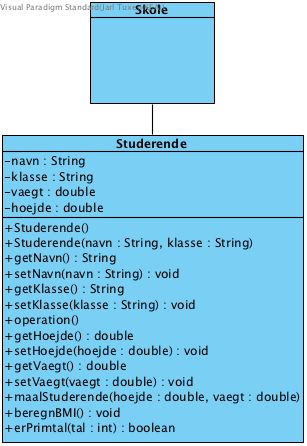 Visual Paradigm Standard(Jarl Tuxen
Skole
Studerende
-navn : String
-klasse : String
-vaegt : double
-hoejde : double
+Studerende()
+Studerende(navn : String, klasse : String)
+getNavn() : String
+setNavn(navn : String) : void
+getKlasse() : String
+setKlasse(klasse : String) : void
+operation()
+getHoejde() : double
+setHoejde(hoejde : double) : void
+getVaegt() : double
+setVaegt(vaegt : double) : void
+maalStuderende(hoejde : double, vaegt : double)
+beregnBMI() : void
+erPrimtal(tal : int) : boolean